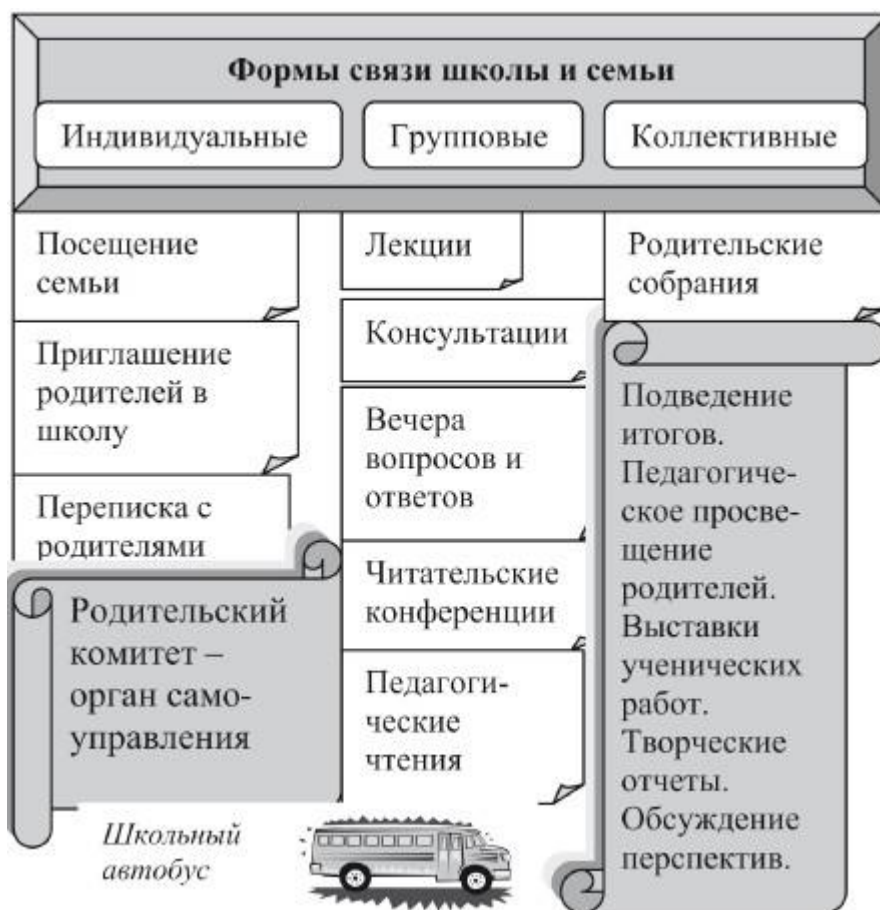 Формы связи школы и семьи
Индивидуальные
Групповые
Коллективные
Посещение
семьи
Приглашение
родителей в
школу
Переписка с
родителями
Родительский
комитет –
орган само-
управления
Школьный
автобус
Лекции
Консультации
Вечера
вопросов и
ответов
Читательские
конференции
Педагоги-
ческие
чтения
Родительские
собрания
Подведение
итогов.
Педагогиче-
ское просве-
щение
родителей.
Выставки
ученических
работ.
Творческие
отчеты.
Обсуждение
перспектив.